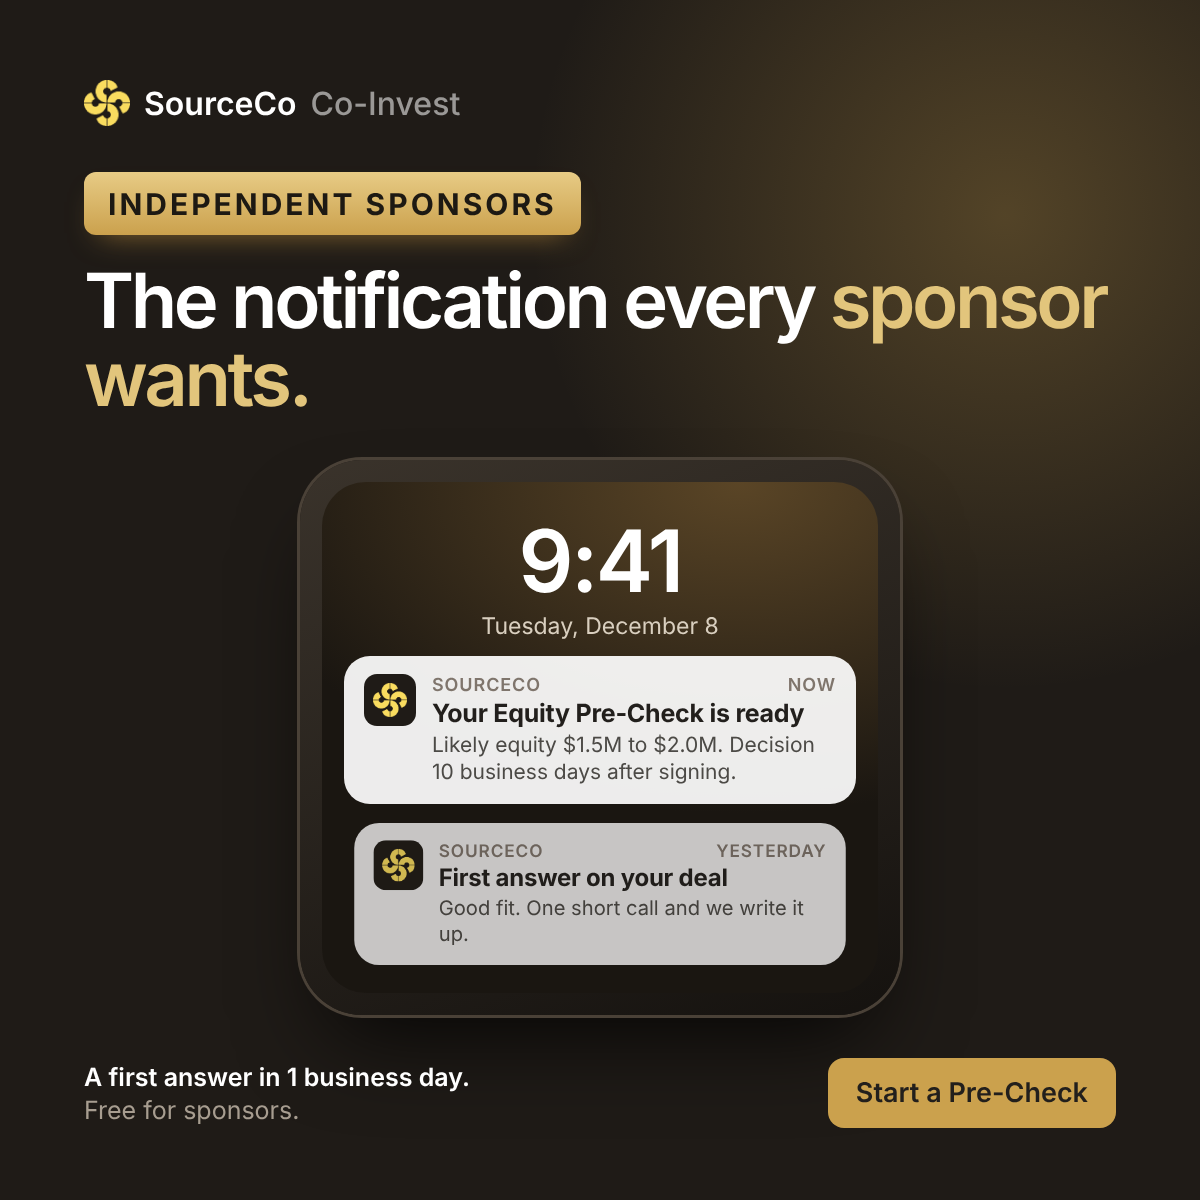 SourceCo Co-Invest
INDEPENDENT SPONSORS
The notification every sponsor
wants.
9:41
Tuesday, December 8
SOURCECO NOW
Your Equity Pre-Check is ready
Likely equity $1.5M to $2.0M. Decision
10 business days after signing.
SOURCECO YESTERDAY
First answer on your deal
Good fit. One short call and we write it
up.
A first answer in 1 business day.
Free for sponsors.
Start a Pre-Check